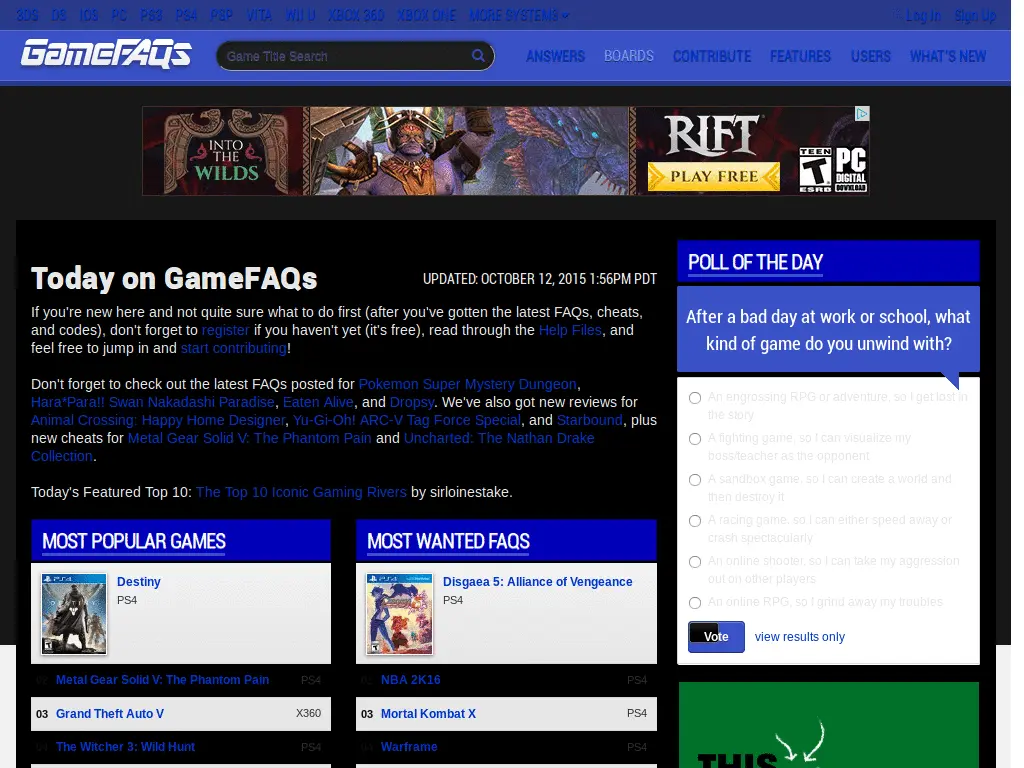 3DS DS IOS PC PS3 PS4 PSP VITA WII U XBOX 360 XBOX ONE MORE SYSTEMS Log In Sign Up
GameFAQs Game Title Search ANSWERS BOARDS CONTRIBUTE FEATURES USERS WHAT'S NEW
INTO
THE
WILDS
RIFT
PLAY FREE
TEEN
T
ESRB
PC
DIGITAL
DOWNLOAD
Today on GameFAQs UPDATED: OCTOBER 12, 2015 1:56PM PDT
If you're new here and not quite sure what to do first (after you've gotten the latest FAQs, cheats,
and codes), don't forget to register if you haven't yet (it's free), read through the Help Files, and
feel free to jump in and start contributing!
Don't forget to check out the latest FAQs posted for Pokemon Super Mystery Dungeon,
Hara*Para!! Swan Nakadashi Paradise, Eaten Alive, and Dropsy. We've also got new reviews for
Animal Crossing: Happy Home Designer, Yu-Gi-Oh! ARC-V Tag Force Special, and Starbound, plus
new cheats for Metal Gear Solid V: The Phantom Pain and Uncharted: The Nathan Drake
Collection.
Today's Featured Top 10: The Top 10 Iconic Gaming Rivers by sirloinestake.
MOST POPULAR GAMES
Destiny
PS4
02 Metal Gear Solid V: The Phantom Pain PS4
03 Grand Theft Auto V X360
04 The Witcher 3: Wild Hunt PS4
MOST WANTED FAQS
Disgaea 5: Alliance of Vengeance
PS4
02 NBA 2K16 PS4
03 Mortal Kombat X PS4
04 Warframe PS4
POLL OF THE DAY
After a bad day at work or school, what
kind of game do you unwind with?
An engrossing RPG or adventure, so I get lost in
the story
A fighting game, so I can visualize my
boss/teacher as the opponent
A sandbox game, so I can create a world and
then destroy it
A racing game, so I can either speed away or
crash spectacularly
An online shooter, so I can take my aggression
out on other players
An online RPG, so I grind away my troubles
Vote view results only
THIS